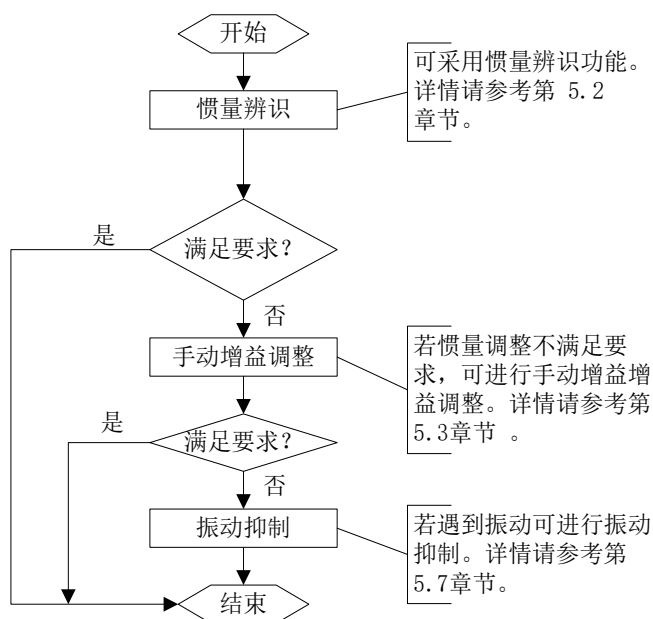 开始
惯量辨识
可采用惯量辨识功能。
详情请参考第 5.2
章节。
满足要求？
是
否
手动增益调整
若惯量调整不满足要
求，可进行手动增益增
益调整。详情请参考第
5.3章节 。
满足要求？
是
否
振动抑制
若遇到振动可进行振动
抑制。详情请参考第
5.7章节。
结束